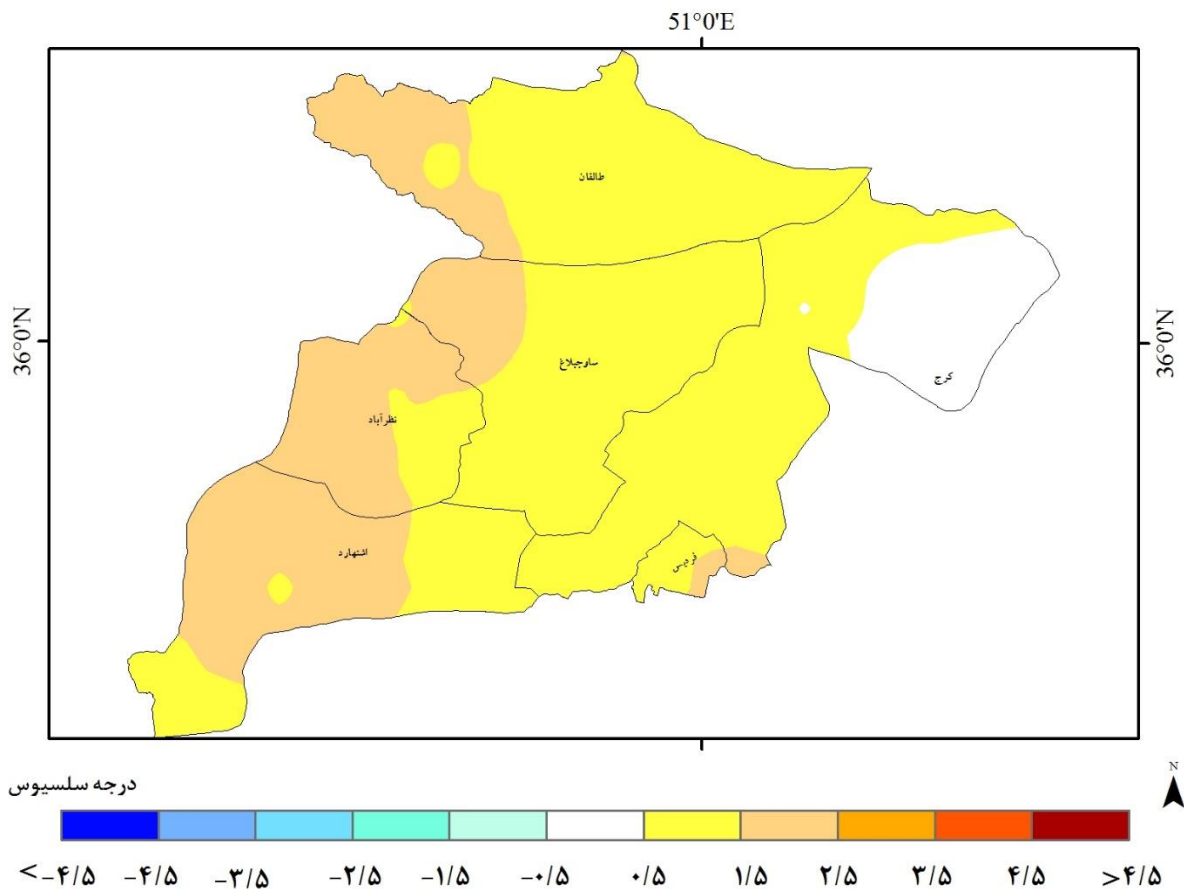 51°0'E
طالقان
36°0'N
36°0'N
ساوجبلاغ
کرج
نظرآباد
اشتهارد
فردیس
درجه سلسیوس
N
<-۴/۵ -۴/۵ -۳/۵ -۲/۵ -۱/۵ -۰/۵ ۰/۵ ۱/۵ ۲/۵ ۳/۵ ۴/۵ >۴/۵